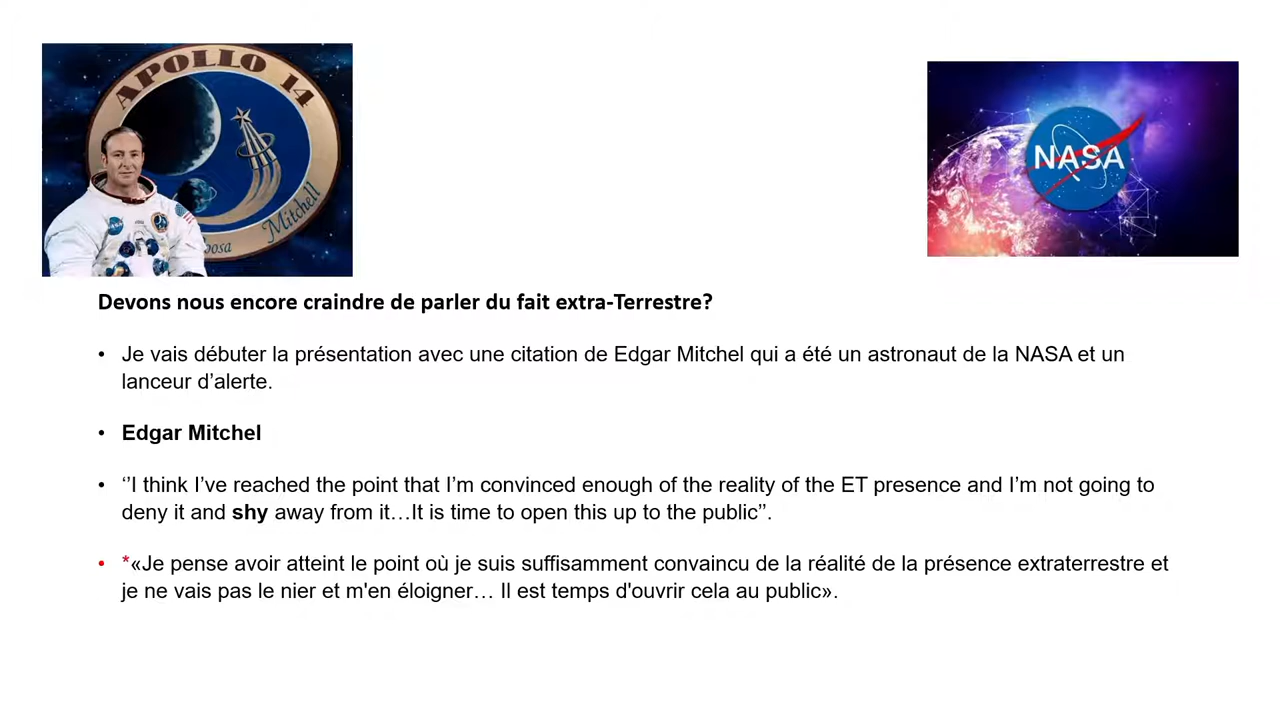 APOLLO 14
Mitchell
oosa
NASA
Devons nous encore craindre de parler du fait extra-Terrestre?
• Je vais débuter la présentation avec une citation de Edgar Mitchel qui a été un astronaut de la NASA et un
lanceur d’alerte.
• Edgar Mitchel
• ‘’I think I’ve reached the point that I’m convinced enough of the reality of the ET presence and I’m not going to
deny it and shy away from it…It is time to open this up to the public’’.
• *«Je pense avoir atteint le point où je suis suffisamment convaincu de la réalité de la présence extraterrestre et
je ne vais pas le nier et m'en éloigner… Il est temps d'ouvrir cela au public».